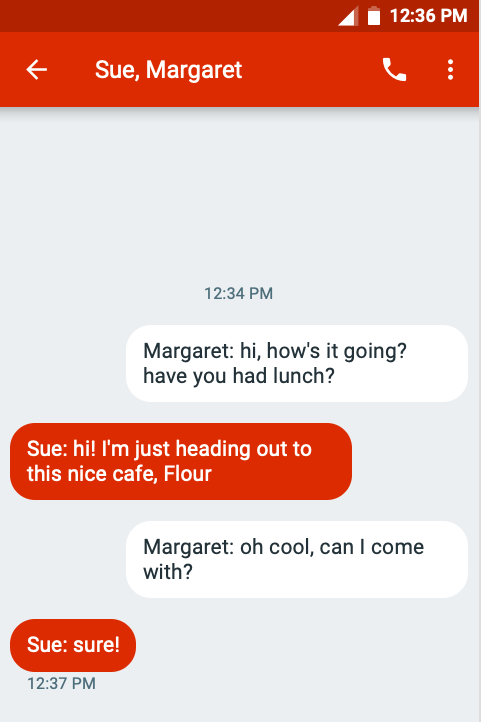 12:36 PM
Sue, Margaret
12:34 PM
Margaret: hi, how's it going?
have you had lunch?
Sue: hi! I'm just heading out to
this nice cafe, Flour
Margaret: oh cool, can I come
with?
Sue: sure!
12:37 PM